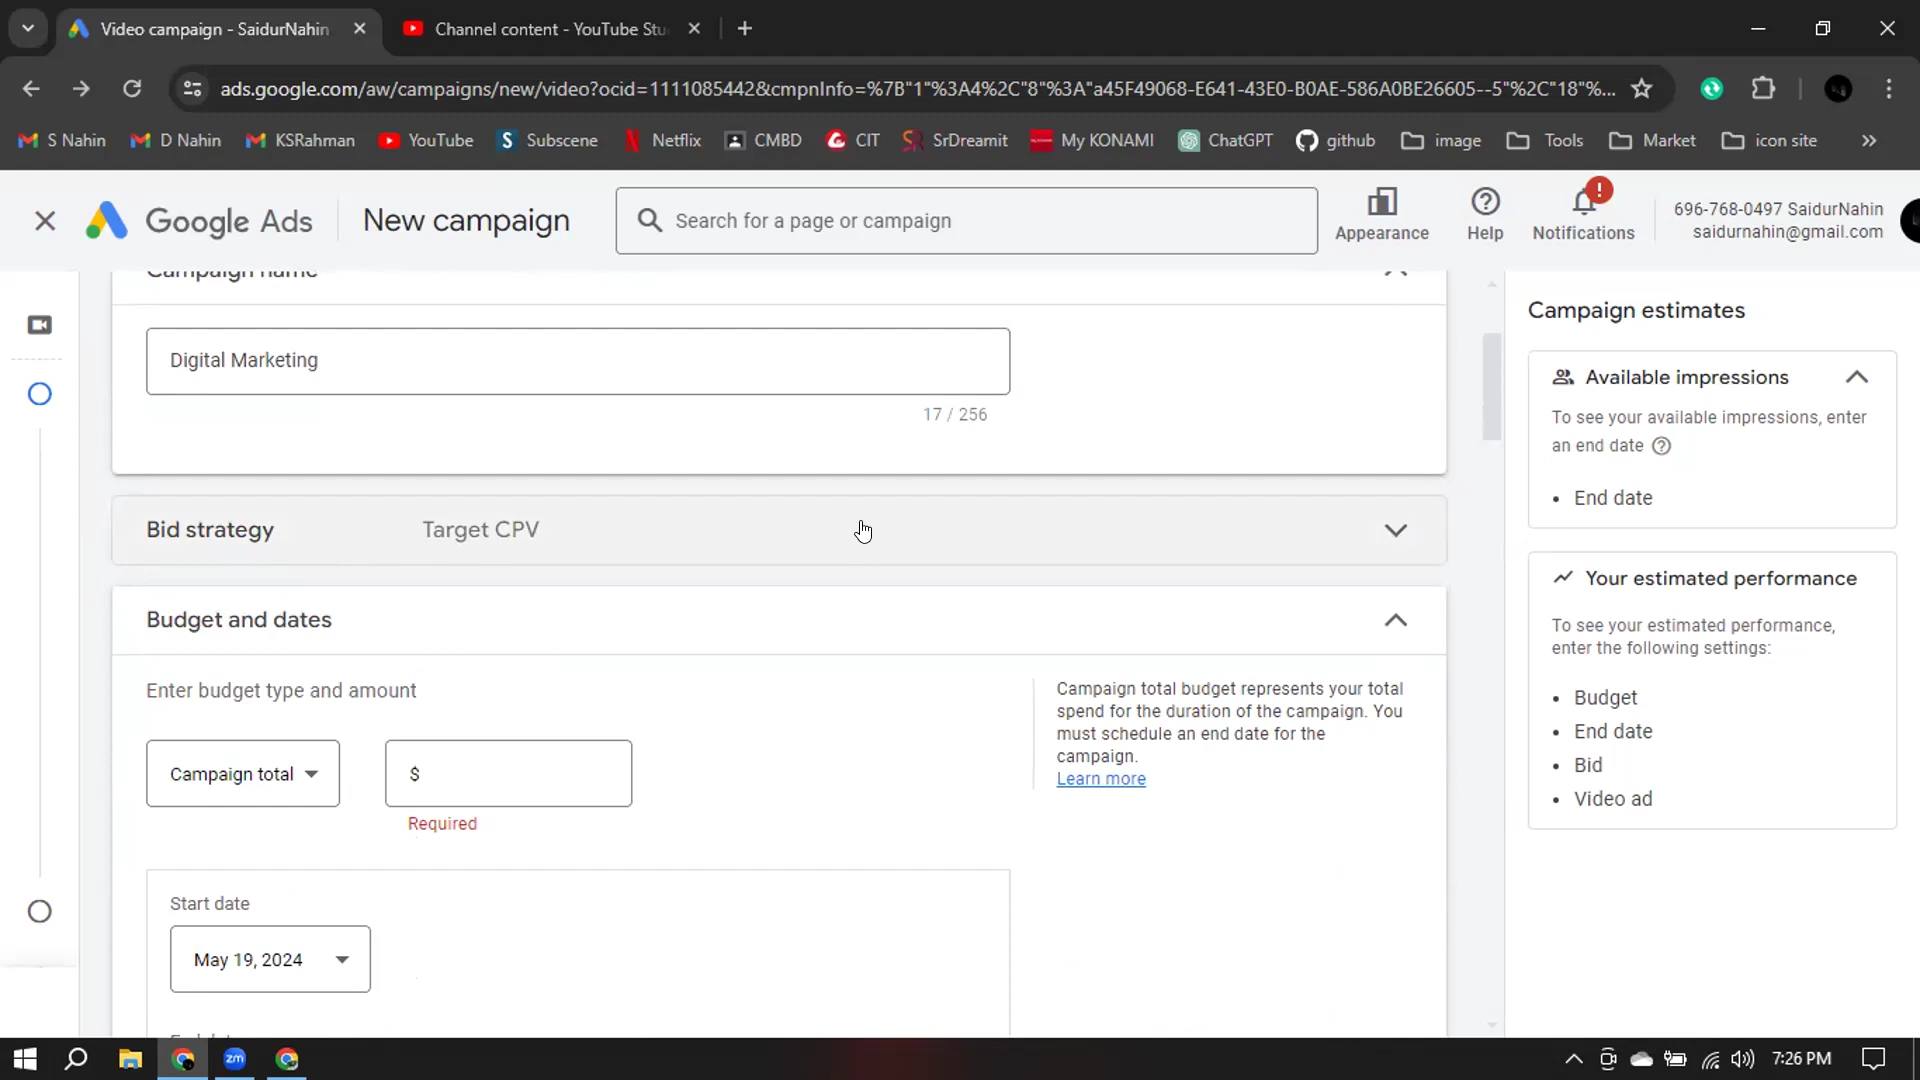 Video campaign - SaidurNahin
Channel content - YouTube Stu
ads.google.com/aw/campaigns/new/video?ocid=1111085442&cmpnInfo=%7B"1"%3A4%2C"8"%3A"a45F49068-E641-43E0-B0AE-586A0BE26605--5"%2C"18"%...
S Nahin
D Nahin
KSRahman
YouTube
Subscene
Netflix
CMBD
CIT
SrDreamit
My KONAMI
ChatGPT
github
image
Tools
Market
icon site
»
Google Ads
New campaign
Search for a page or campaign
Appearance
Help
Notifications
696-768-0497 SaidurNahin
saidurnahin@gmail.com
Campaign name
Digital Marketing
17 / 256
Bid strategy
Target CPV
Budget and dates
Enter budget type and amount
Campaign total
$
Required
Campaign total budget represents your total
spend for the duration of the campaign. You
must schedule an end date for the
campaign.
Learn more
Start date
May 19, 2024
Campaign estimates
Available impressions
To see your available impressions, enter
an end date
• End date
Your estimated performance
To see your estimated performance,
enter the following settings:
• Budget
• End date
• Bid
• Video ad
zm
7:26 PM